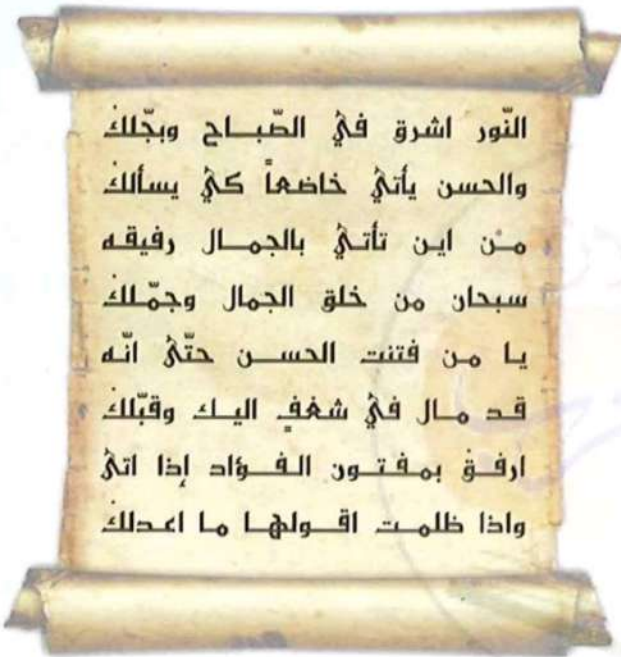 النّور اشرق في الصّباح وبجّلك
والحسن يأتي خاضعاً كي يسألك
من اين تأتي بالجمال رفيقه
سبحان من خلق الجمال وجمّلك
يا من فتنت الحسن حتّى انّه
قد مال في شغفٍ اليك وقبّلك
ارفق بمفتون الفؤاد إذا اتى
واذا ظلمت اقولها ما اعدلك